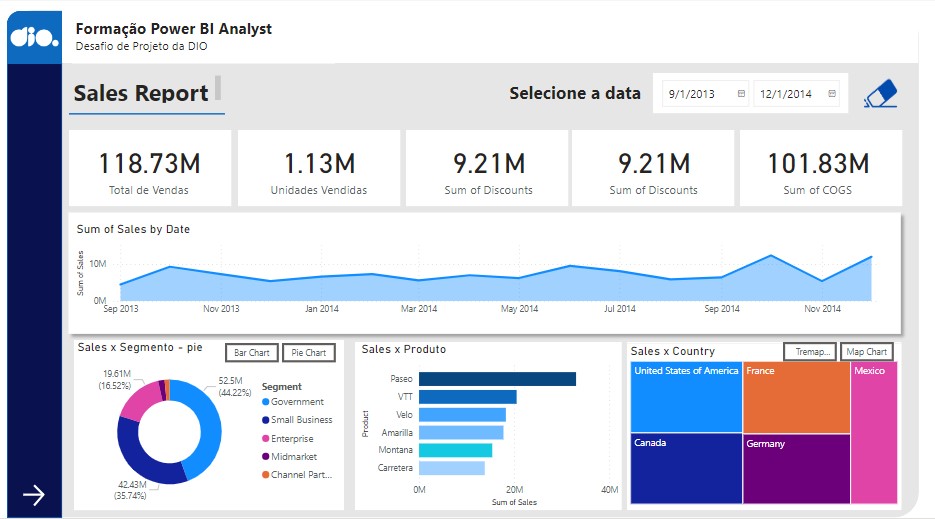 dio.
Formação Power BI Analyst
Desafio de Projeto da DIO
Sales Report
Selecione a data
9/1/2013
12/1/2014
118.73M
Total de Vendas
1.13M
Unidades Vendidas
9.21M
Sum of Discounts
9.21M
Sum of Discounts
101.83M
Sum of COGS
Sum of Sales by Date
Sum of Sales
10M
0M
Sep 2013
Nov 2013
Jan 2014
Mar 2014
May 2014
Jul 2014
Sep 2014
Nov 2014
Sales x Segmento - pie
Bar Chart
Pie Chart
19.61M
(16.52%)
52.5M
(44.22%)
42.43M
(35.74%)
Segment
Government
Small Business
Enterprise
Midmarket
Channel Part...
Sales x Produto
Product
Paseo
VTT
Velo
Amarilla
Montana
Carretera
0M
20M
40M
Sum of Sales
Sales x Country
Tremap...
Map Chart
United States of America
France
Mexico
Canada
Germany